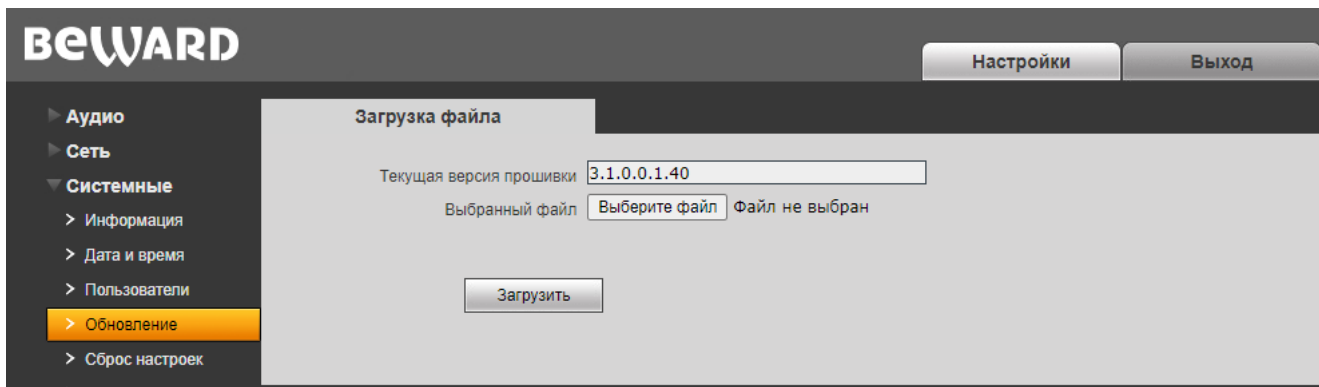 BEWARD
Настройки
Выход
Аудио
Сеть
Системные
> Информация
> Дата и время
> Пользователи
> Обновление
> Сброс настроек
Загрузка файла
Текущая версия прошивки 3.1.0.0.1.40
Выбранный файл Выберите файл Файл не выбран
Загрузить